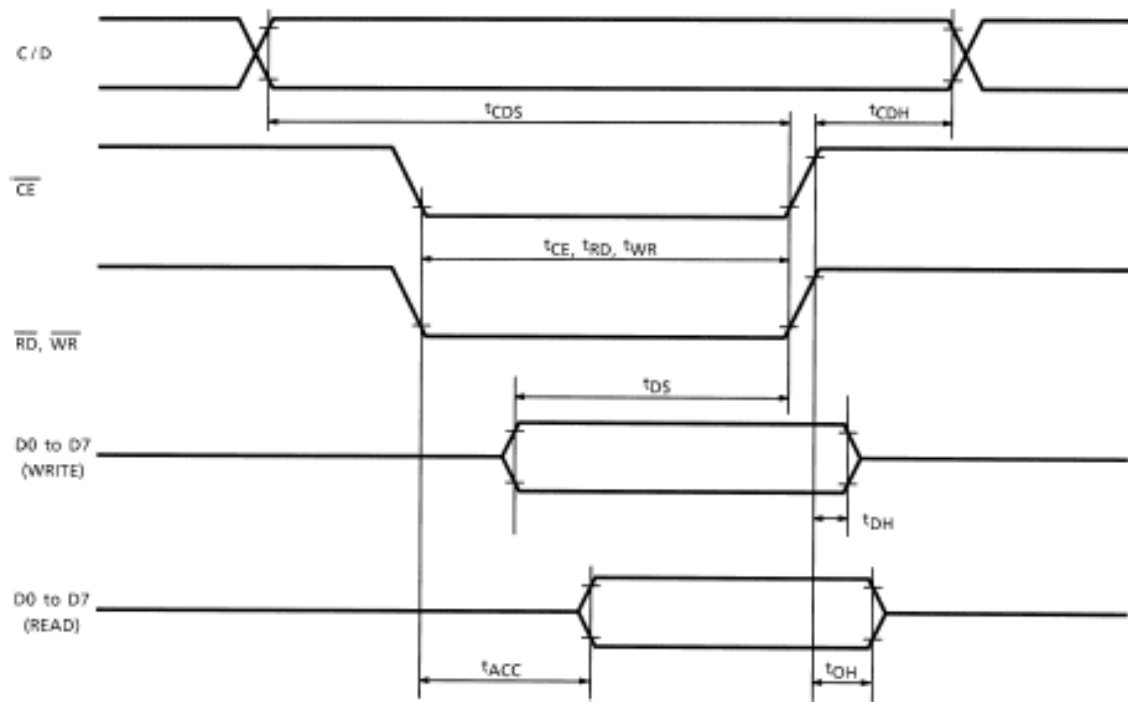 C / D
tCDS
tCDH
CE
tCE, tRD, tWR
RD, WR
tDS
D0 to D7
(WRITE)
tDH
D0 to D7
(READ)
tACC
tOH